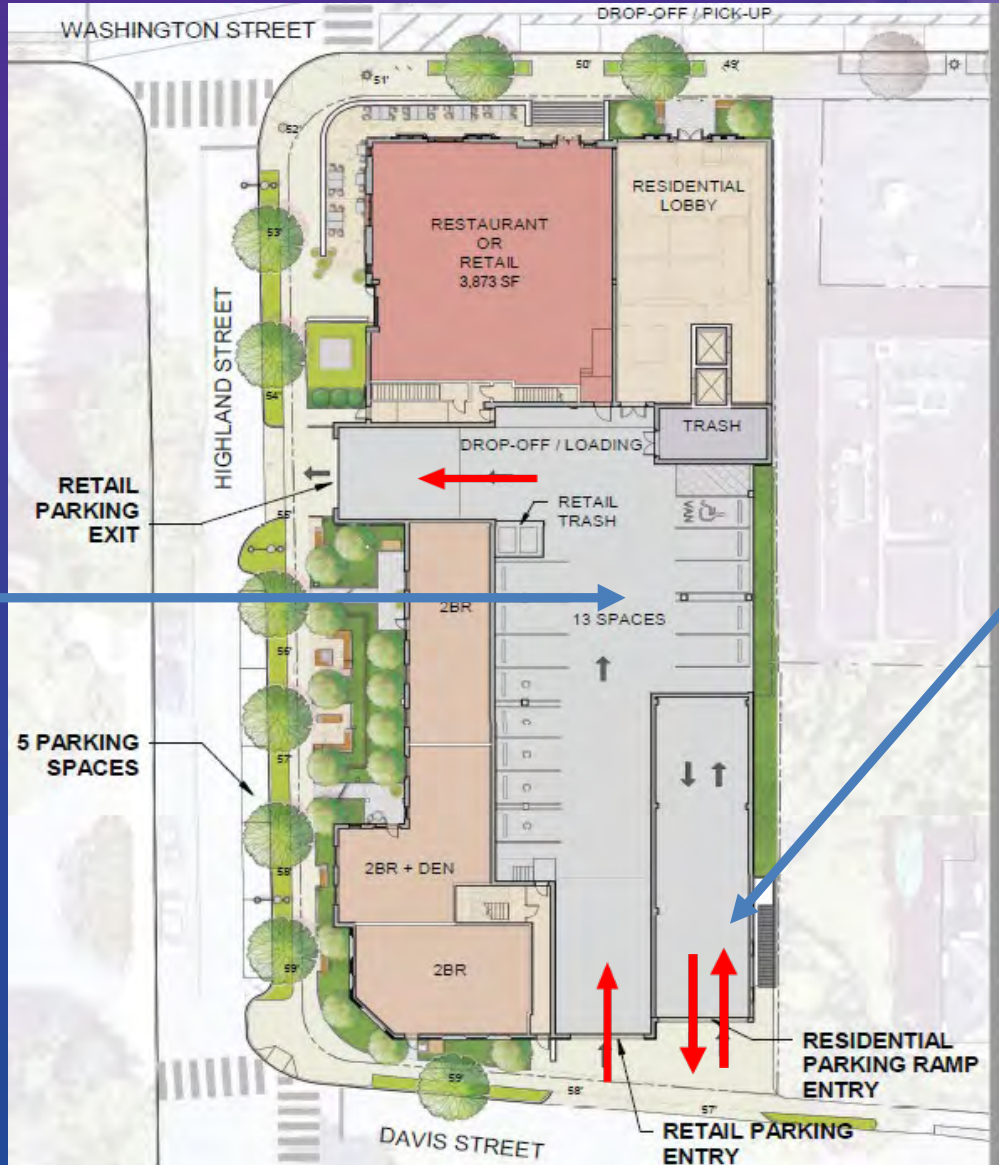 DROP-OFF / PICK-UP
WASHINGTON STREET
51'
50'
49'
52'
RESIDENTIAL
LOBBY
RESTAURANT
OR
RETAIL
3,873 SF
53'
HIGHLAND STREET
54'
TRASH
DROP-OFF / LOADING
RETAIL
PARKING
EXIT
RETAIL
TRASH
VAN
55'
2BR
13 SPACES
56'
5 PARKING
SPACES
57'
2BR + DEN
58'
2BR
59'
RESIDENTIAL
PARKING RAMP
ENTRY
59'
58'
57'
RETAIL PARKING
ENTRY
DAVIS STREET